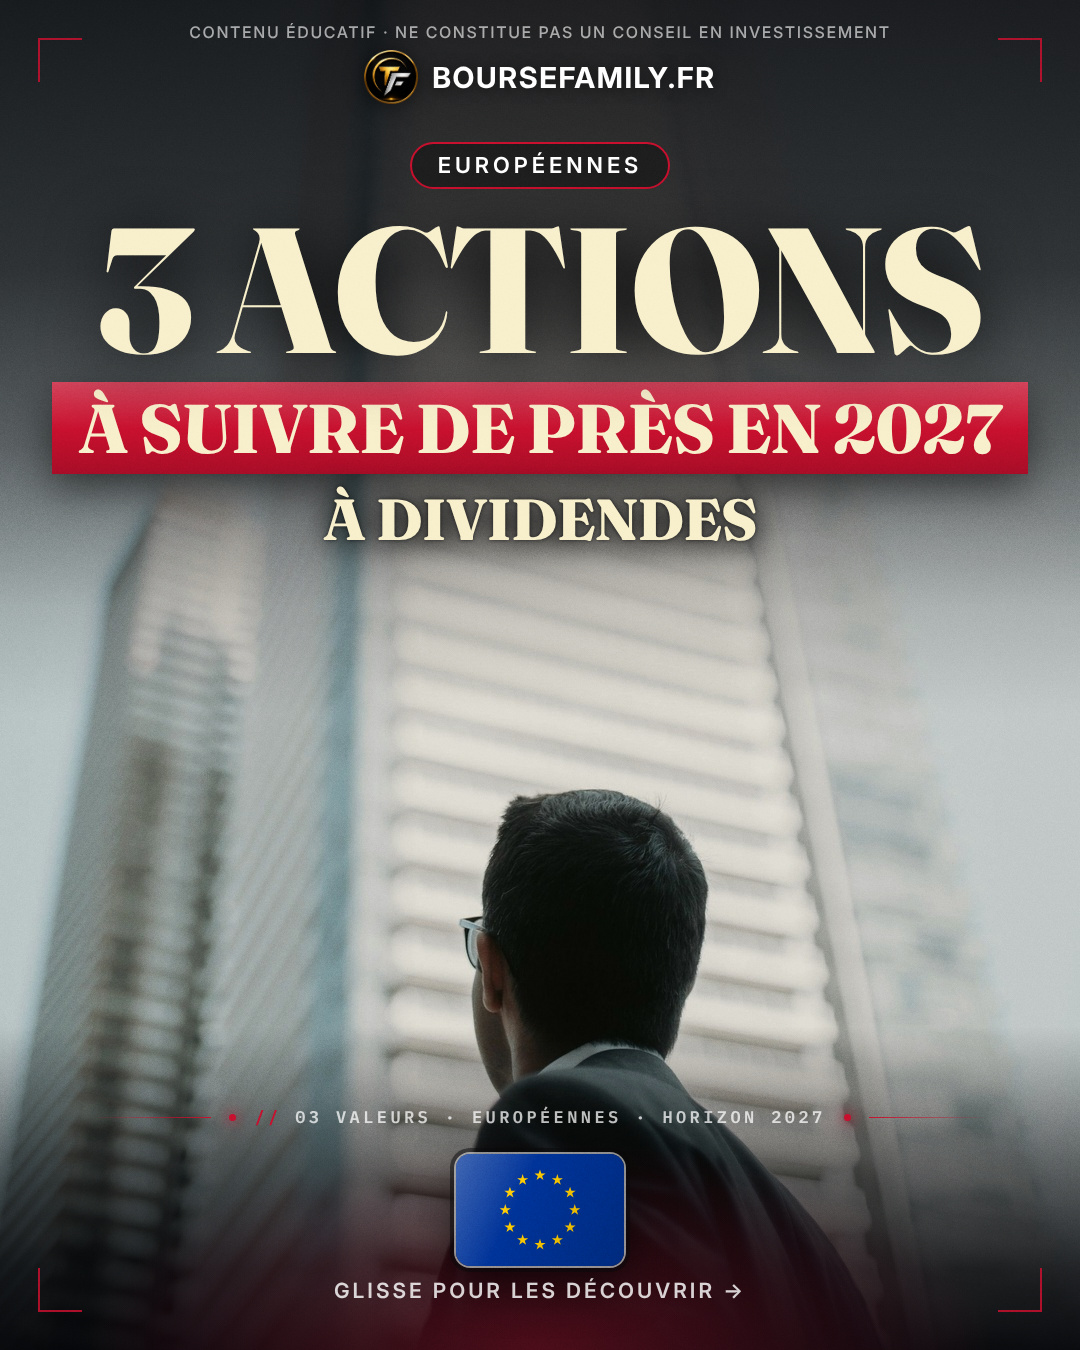 CONTENU ÉDUCATIF · NE CONSTITUE PAS UN CONSEIL EN INVESTISSEMENT
TF BOURSEFAMILY.FR
EUROPÉENNES
3 ACTIONS
À SUIVRE DE PRÈS EN 2027
À DIVIDENDES
// 03 VALEURS · EUROPÉENNES · HORIZON 2027
GLISSE POUR LES DÉCOUVRIR →